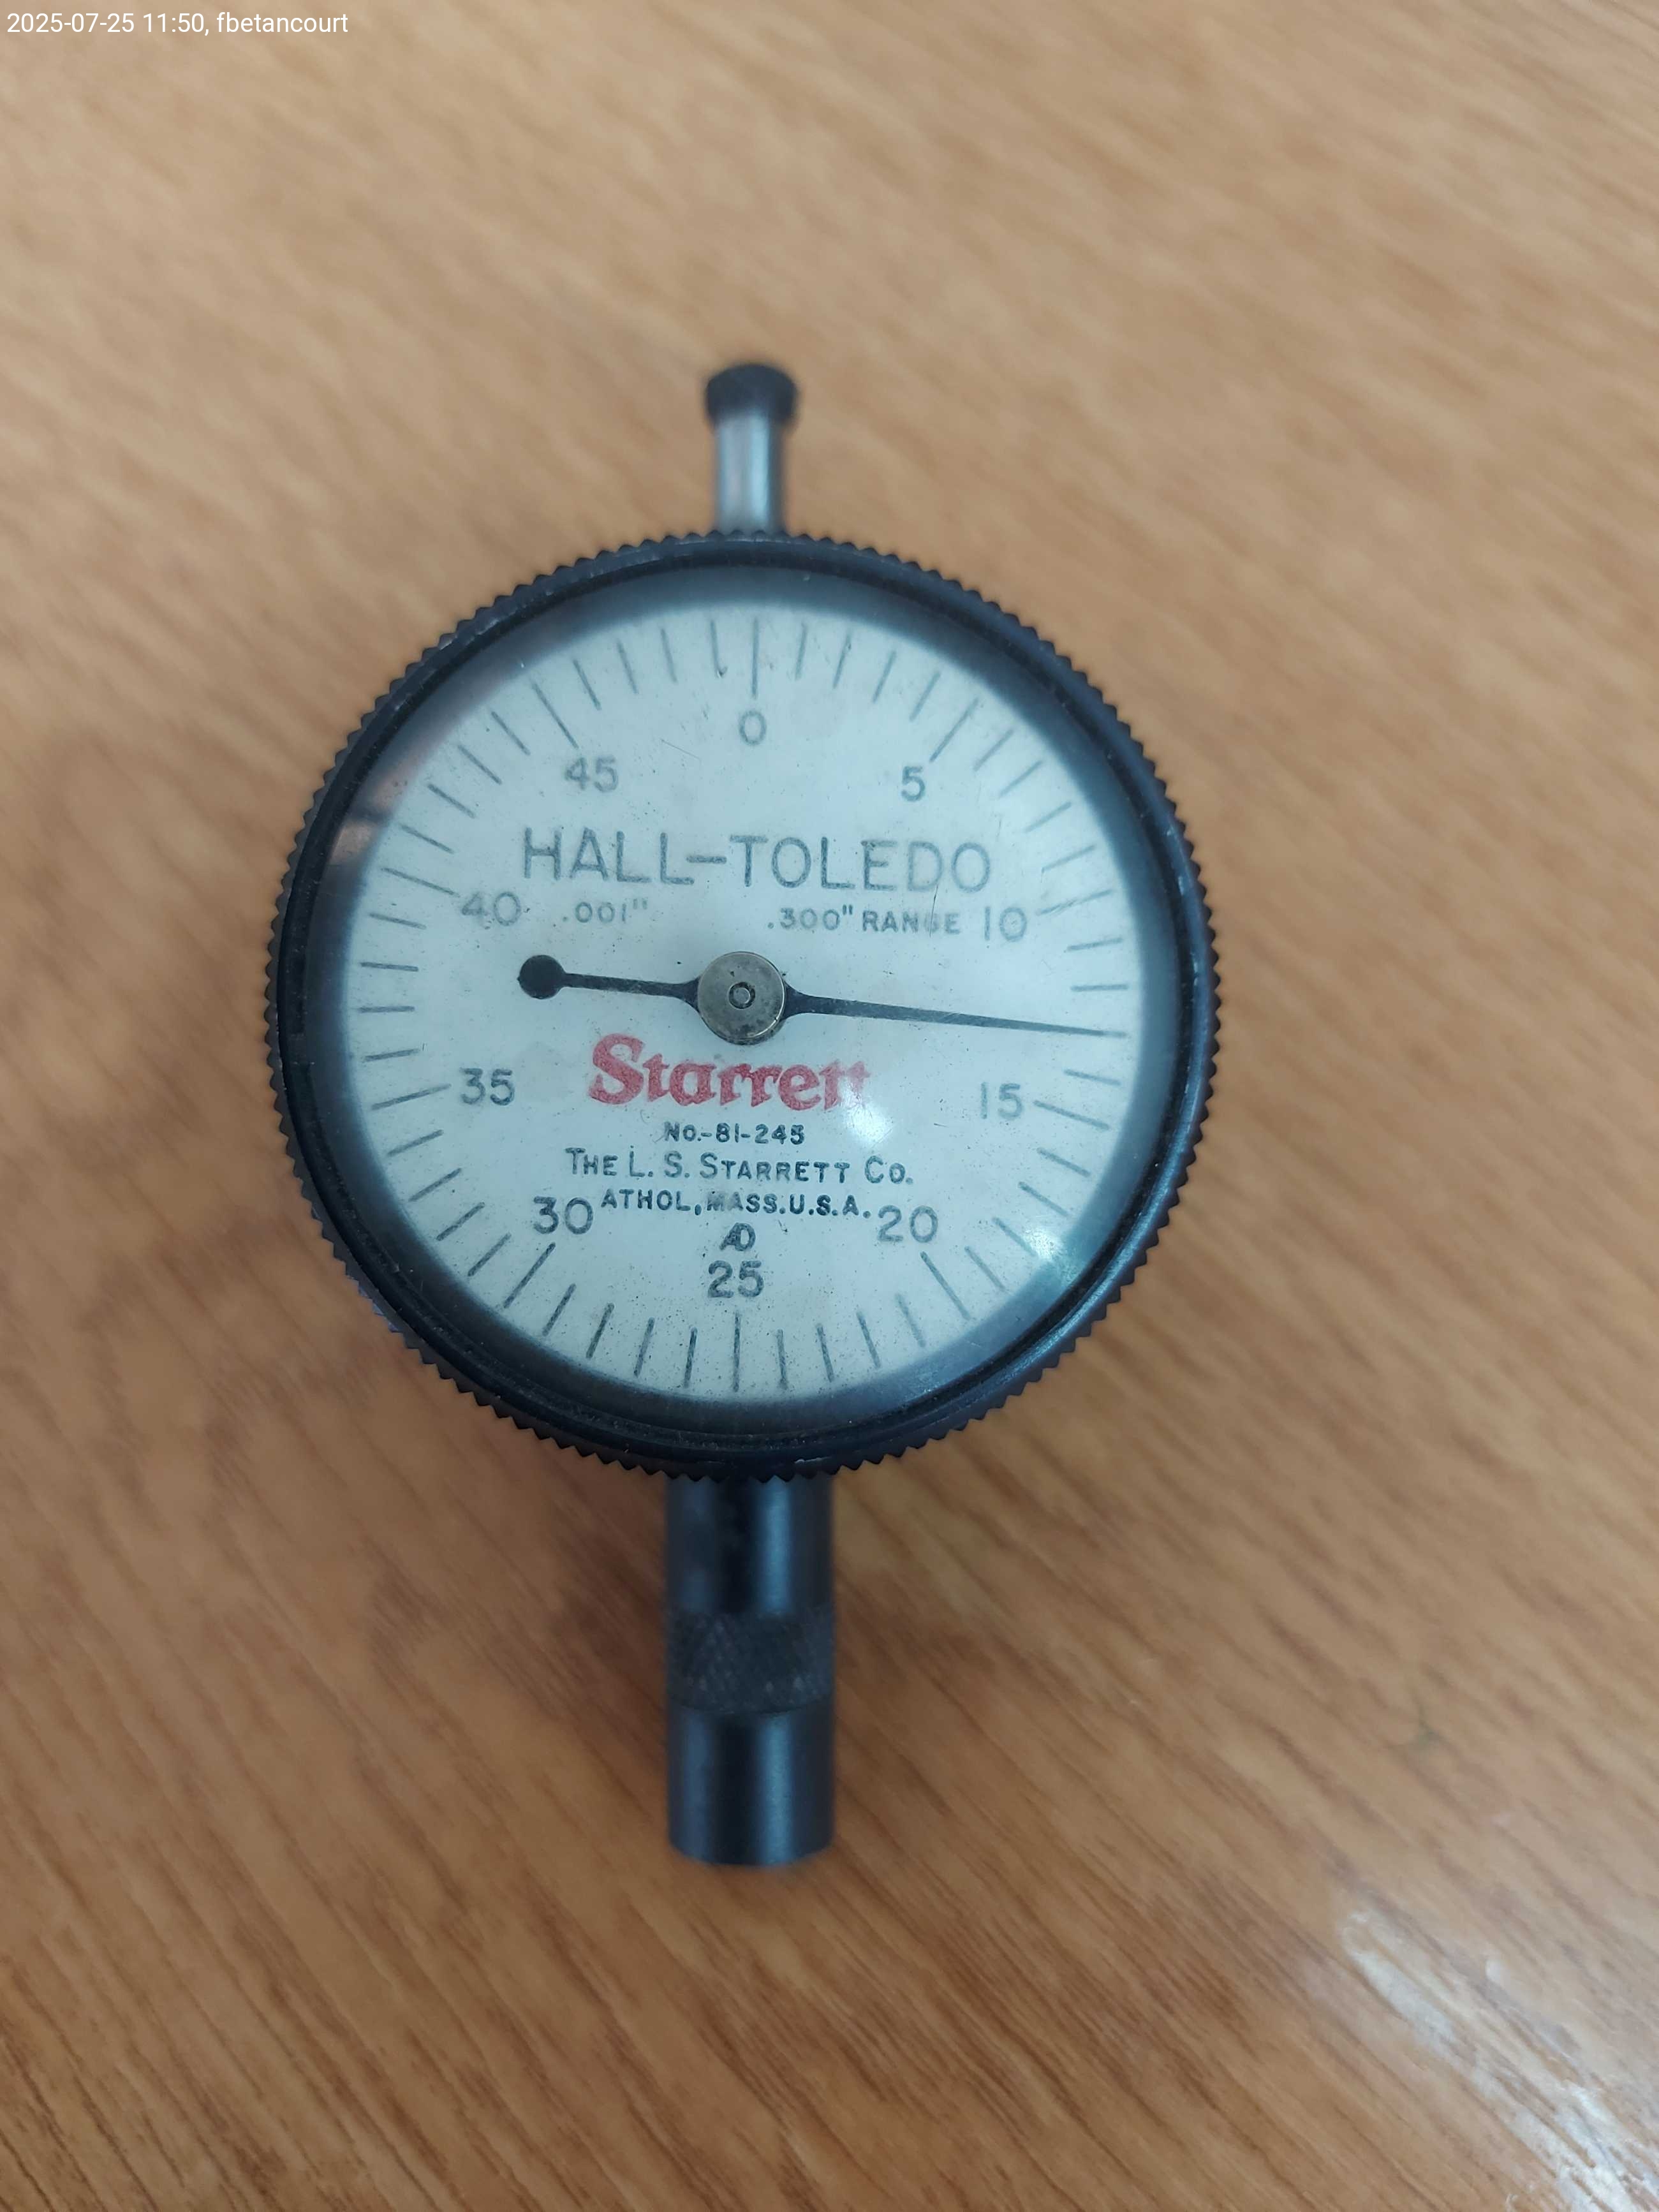 2025-07-25 11:50, fbetancourt
0
45 5
HALL-TOLEDO
40 .001" .300" RANGE 10
Starrett
35 15
No.-81-245
THE L. S. STARRETT CO.
30 ATHOL, MASS.U.S.A. 20
AD
25